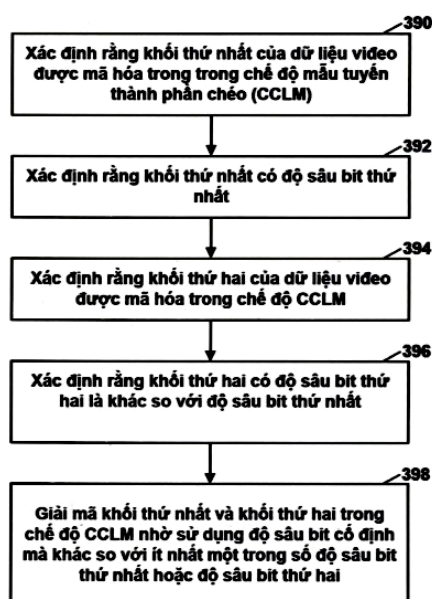 390
Xác định rằng khối thứ nhất của dữ liệu video
được mã hóa trong trong chế độ mẫu tuyến
thành phần chéo (CCLM)
392
Xác định rằng khối thứ nhất có độ sâu bit thứ
nhất
394
Xác định rằng khối thứ hai của dữ liệu video
được mã hóa trong chế độ CCLM
396
Xác định rằng khối thứ hai có độ sâu bit thứ
hai là khác so với độ sâu bit thứ nhất
398
Giải mã khối thứ nhất và khối thứ hai trong
chế độ CCLM nhờ sử dụng độ sâu bit cố định
mà khác so với ít nhất một trong số độ sâu bit
thứ nhất hoặc độ sâu bit thứ hai